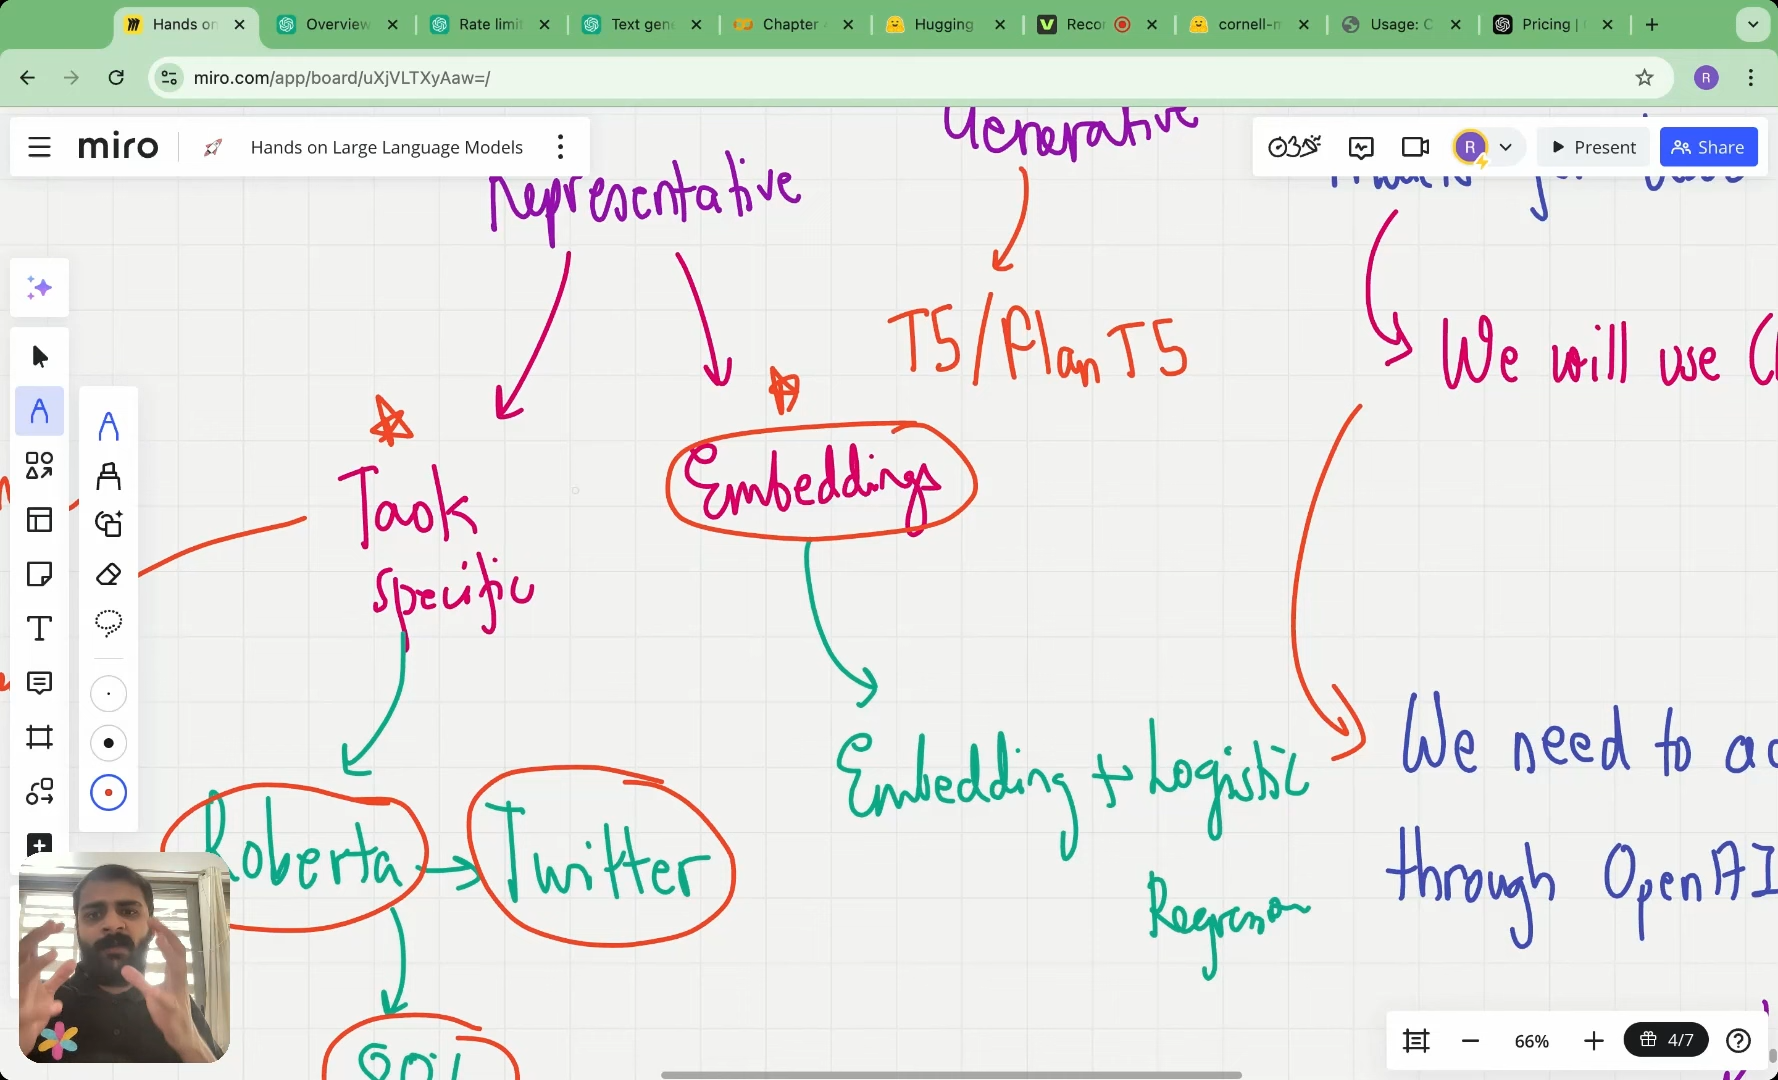 Hands on
Overview
Rate limit
Text gene
Chapter
Hugging
Reco
cornell-m
Usage: C
Pricing |
miro.com/app/board/uXjVLTXyAaw=/
R
miro
Hands on Large Language Models
R
Present
Share
Generative
Representative
T5/Flan T5
We will use
Embeddings
Task
specific
We need to
Embedding + Logistic
Regression
Roberta
Twitter
through OpenAI
T
66%
4/7